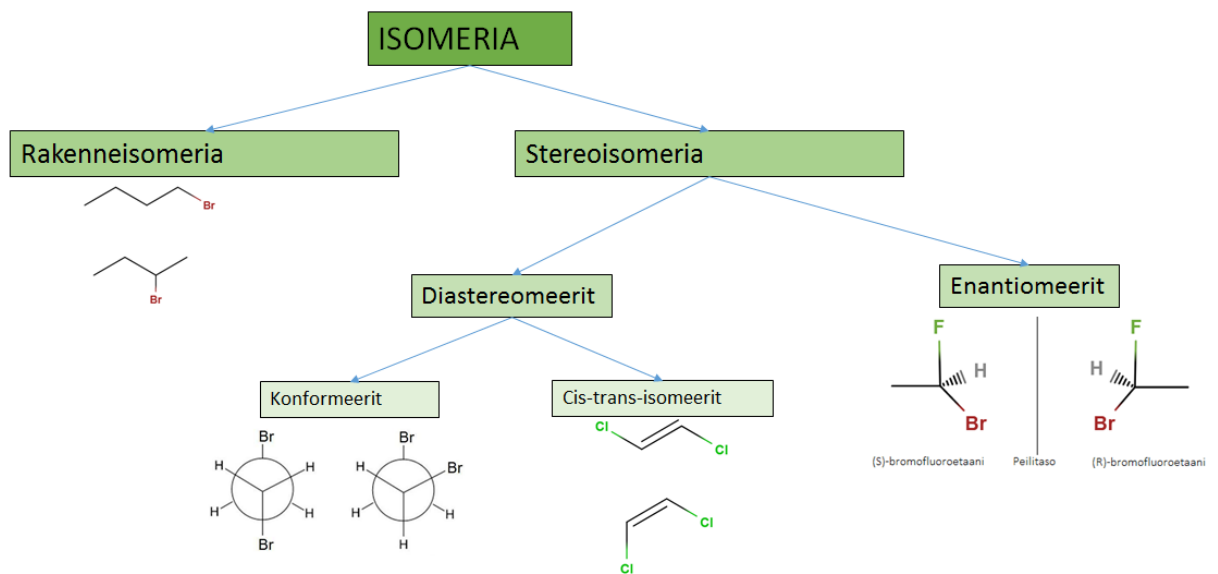 ISOMERIA
Rakenneisomeria
Stereoisomeria
Br
Br
Diastereomeerit
Enantiomeerit
F
H
Br
F
H
Br
(S)-bromofluoroetaani
Peilitaso
(R)-bromofluoroetaani
Konformeerit
Cis-trans-isomeerit
Br
H
H
H
H
Br
Br
H
Br
H
H
H
Cl
Cl
Cl
Cl